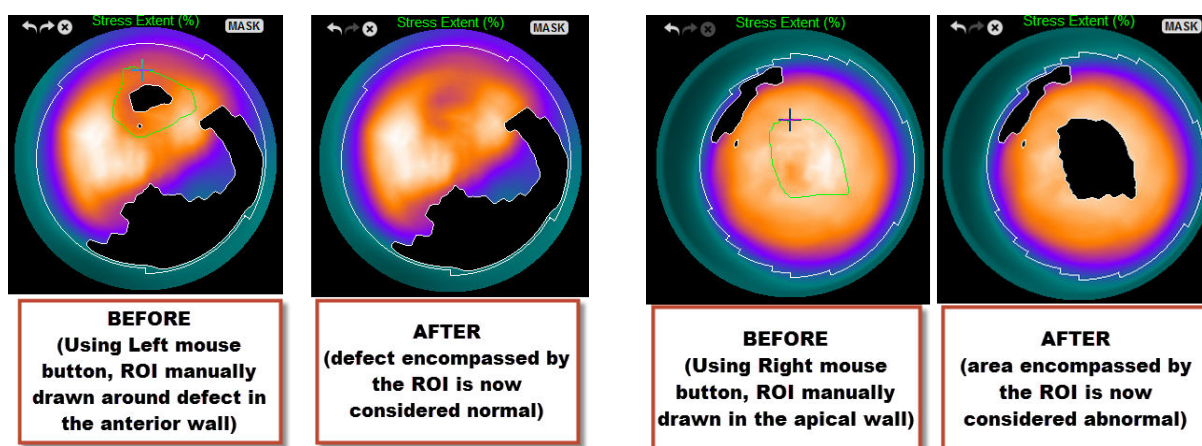 Stress Extent (%)
MASK
Stress Extent (%)
MASK
Stress Extent (%)
MASK
Stress Extent (%)
MASK
BEFORE
(Using Left mouse
button, ROI manually
drawn around defect in
the anterior wall)
AFTER
(defect encompassed by
the ROI is now
considered normal)
BEFORE
(Using Right mouse
button, ROI manually
drawn in the apical wall)
AFTER
(area encompassed by
the ROI is now
considered abnormal)